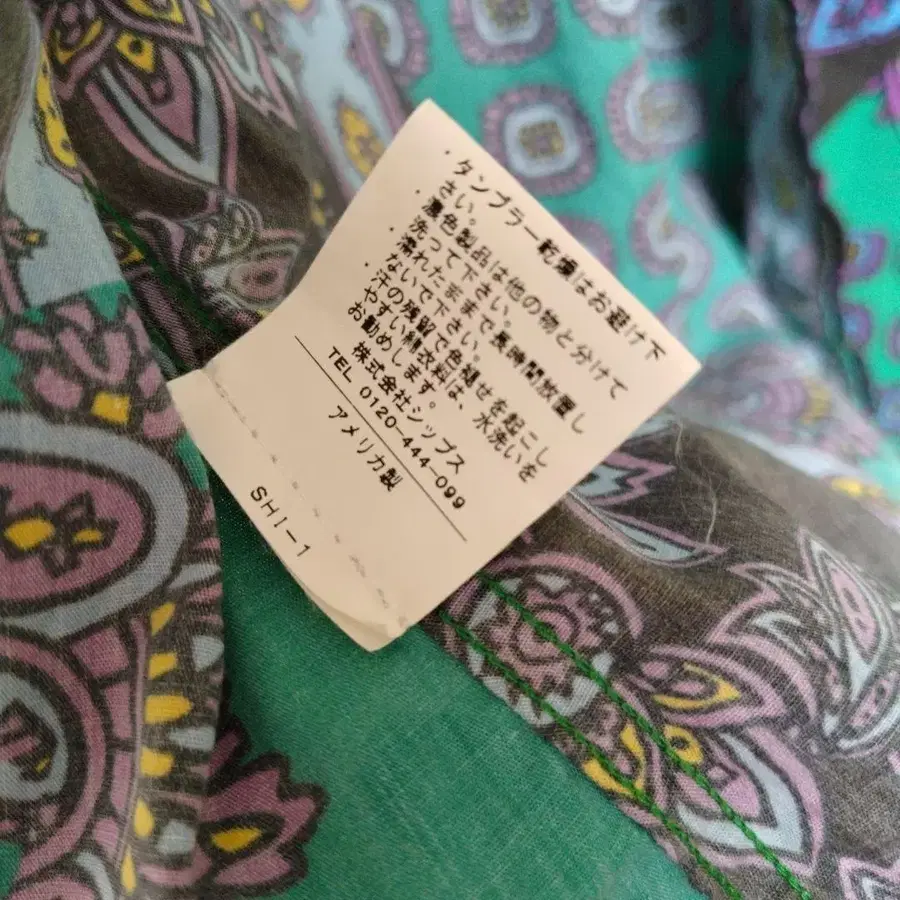 ・タンブラー乾燥はお避け下
さい。
・濃色製品は他の物と分けて
洗って下さい。
・濡れたままで長時間放置し
ないで下さい。
・汗の残留で色褪せを起こし
やすい衣料は、水洗いを
お勧めします。
株式会社シップス
TEL 0120-444-099
アメリカ製
SHI-1